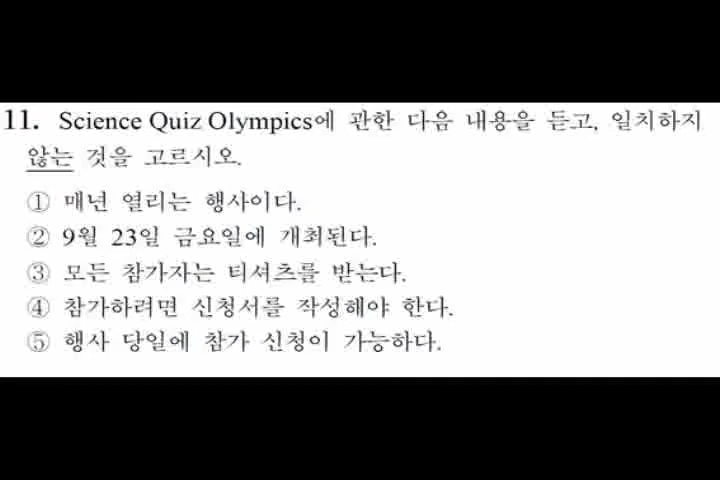 11. Science Quiz Olympics에 관한 다음 내용을 듣고, 일치하지
않는 것을 고르시오.
① 매년 열리는 행사이다.
② 9월 23일 금요일에 개최된다.
③ 모든 참가자는 티셔츠를 받는다.
④ 참가하려면 신청서를 작성해야 한다.
⑤ 행사 당일에 참가 신청이 가능하다.